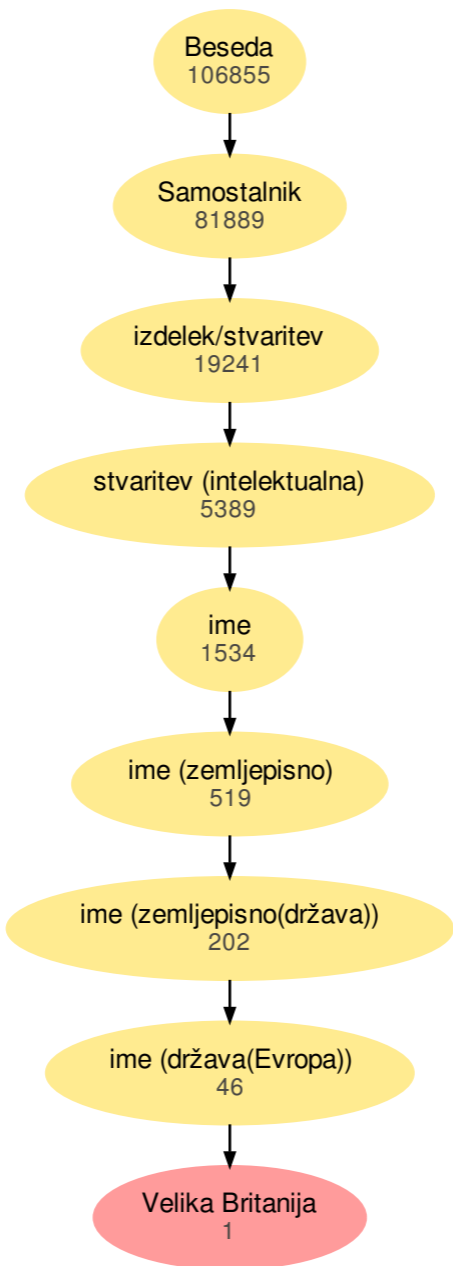 Beseda
106855
Samostalnik
81889
izdelek/stvaritev
19241
stvaritev (intelektualna)
5389
ime
1534
ime (zemljepisno)
519
ime (zemljepisno(država))
202
ime (država(Evropa))
46
Velika Britanija
1